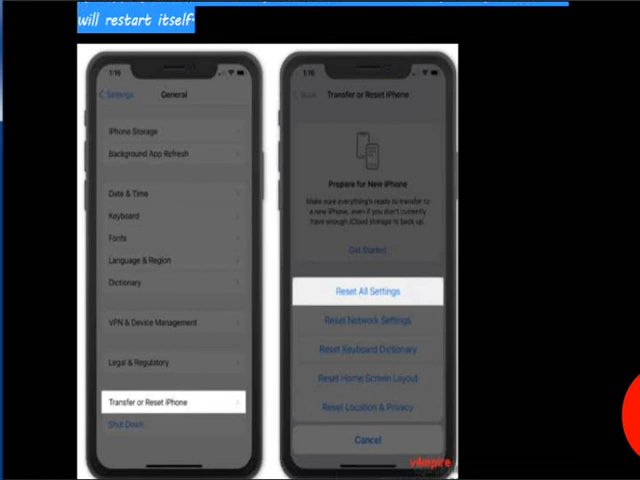 will restart itself
1:16
Settings
General
iPhone Storage
Background App Refresh
Date & Time
Keyboard
Fonts
Language & Region
Dictionary
VPN & Device Management
Legal & Regulatory
Transfer or Reset iPhone
Shut Down
1:16
Back
Transfer or Reset iPhone
Prepare for New iPhone
Make sure everything's ready to transfer to
a new iPhone, even if you don't currently
have enough iCloud storage to back up.
Get Started
Reset All Settings
Reset Network Settings
Reset Keyboard Dictionary
Reset Home Screen Layout
Reset Location & Privacy
Cancel